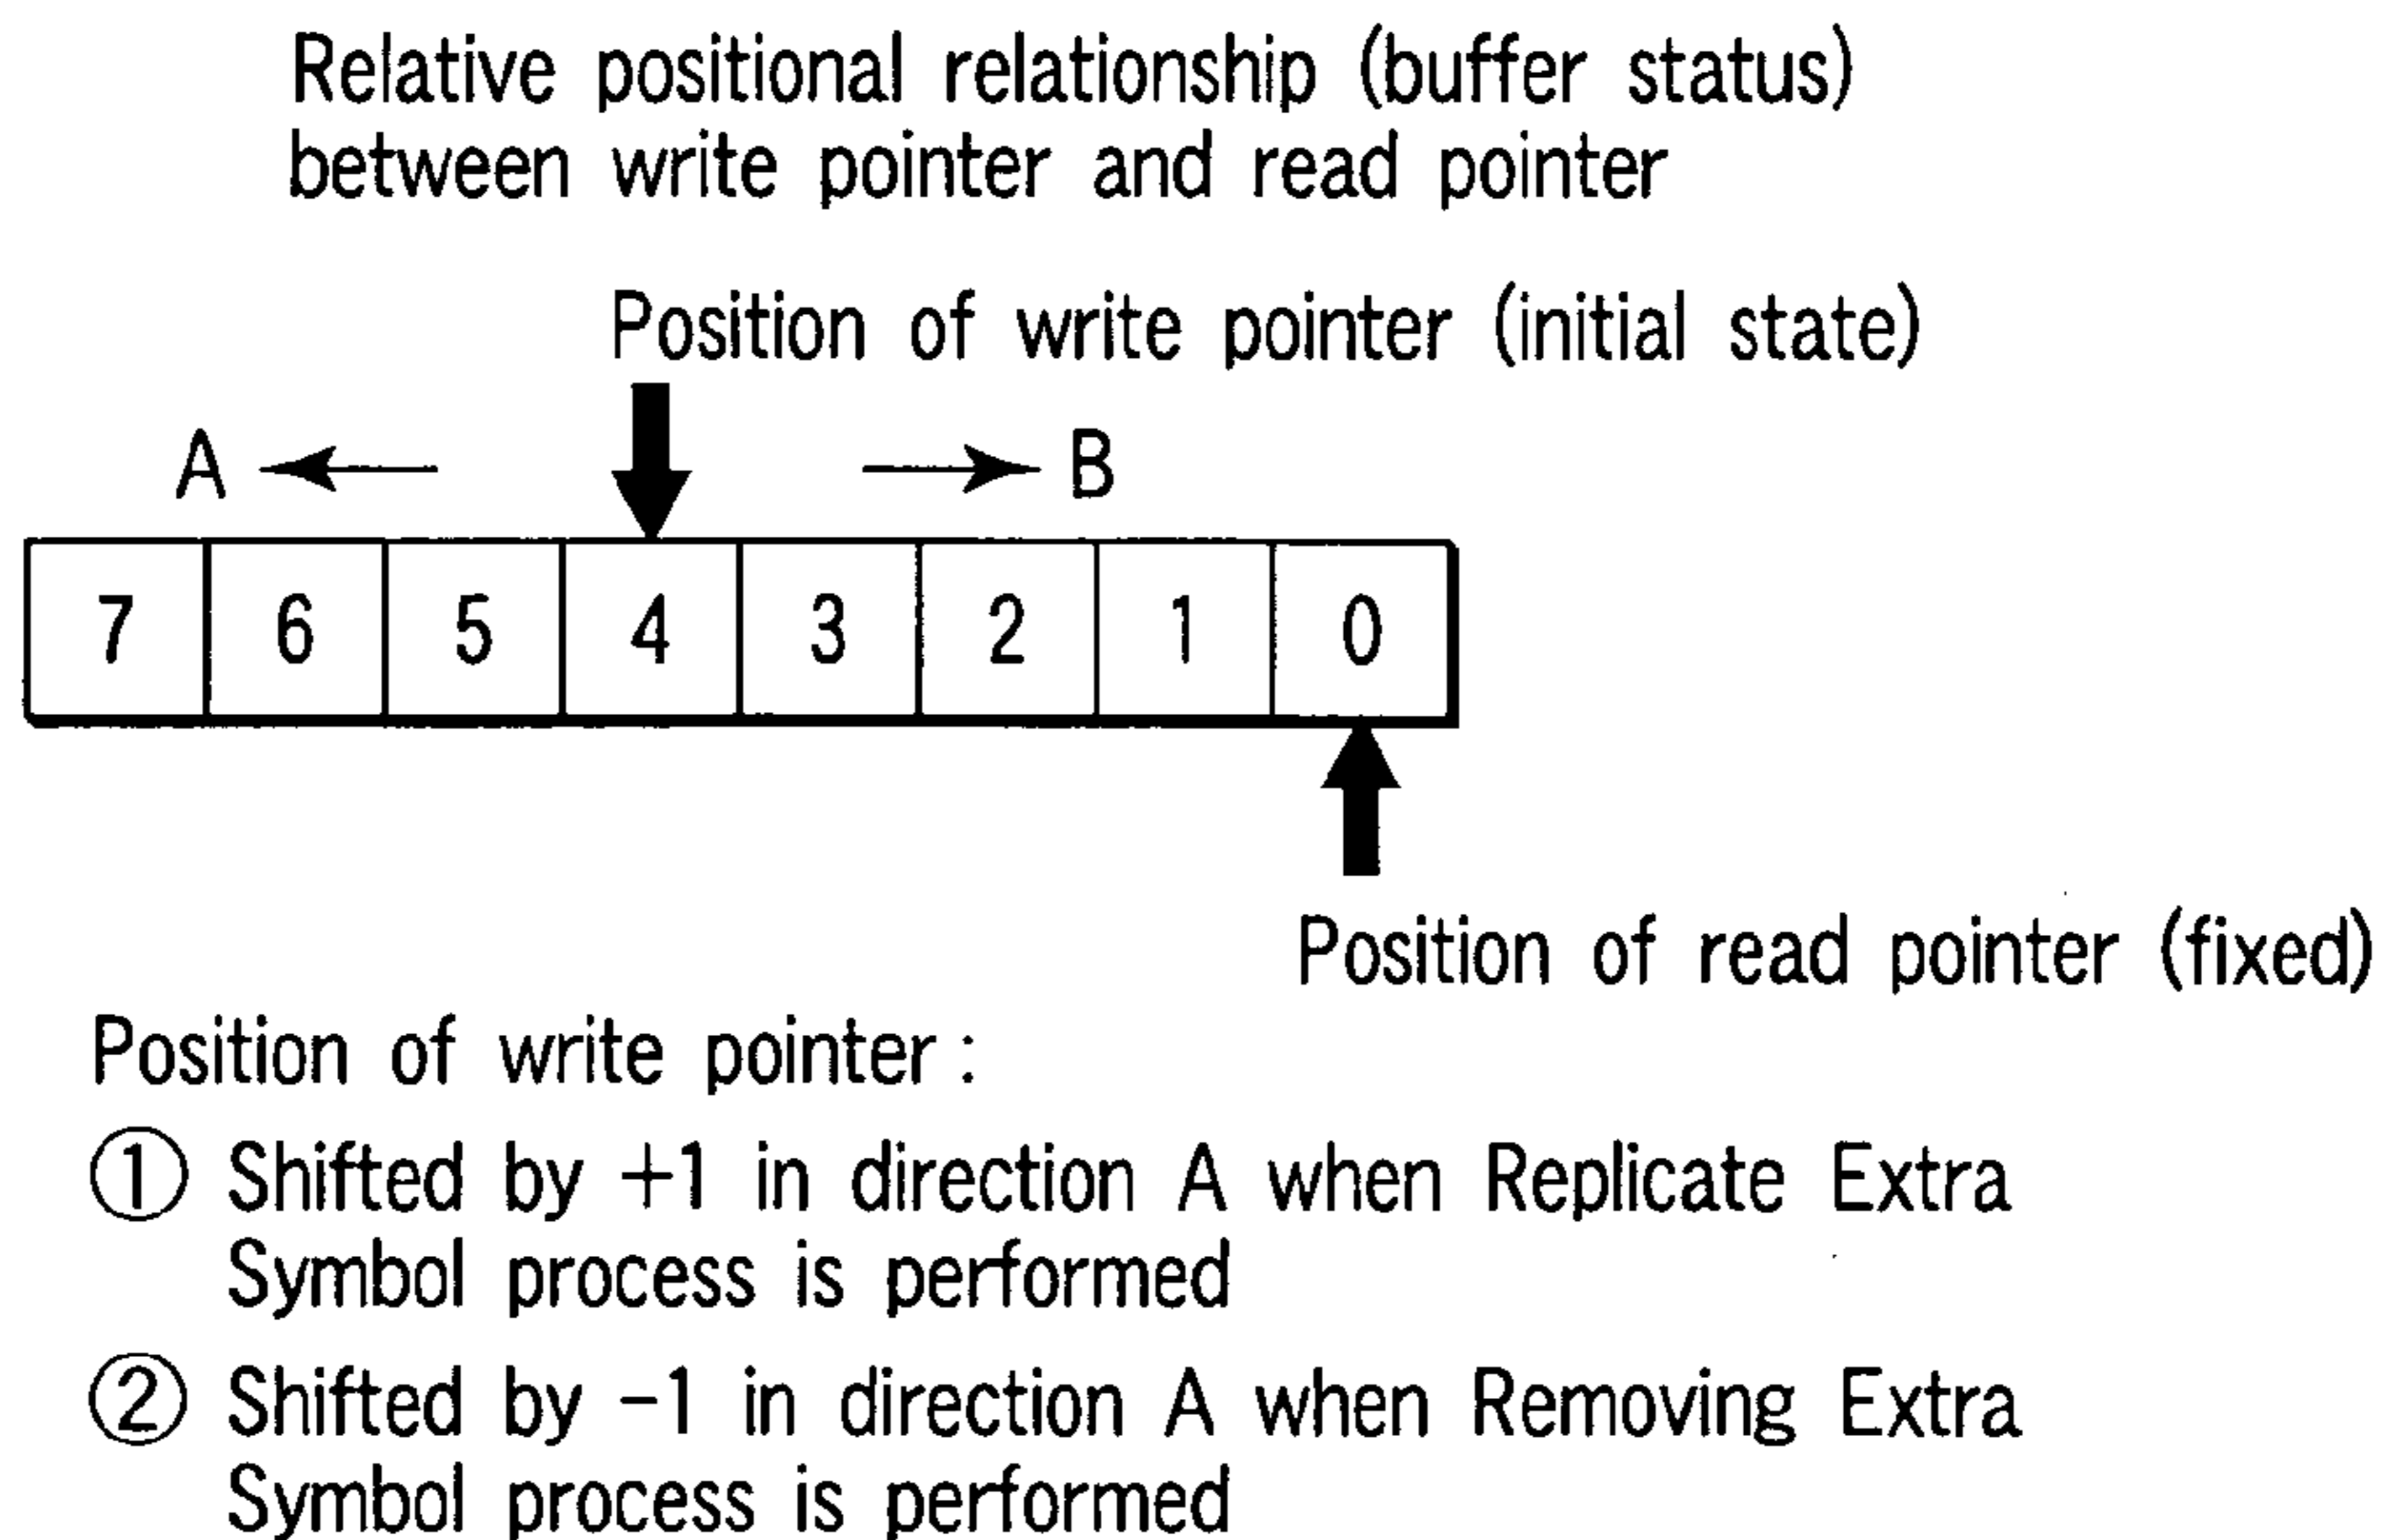 Relative positional relationship (buffer status)
between write pointer and read pointer
Position of write pointer (initial state)
A B
7 6 5 4 3 2 1 0
Position of read pointer (fixed)
Position of write pointer :
① Shifted by +1 in direction A when Replicate Extra
Symbol process is performed
② Shifted by −1 in direction A when Removing Extra
Symbol process is performed